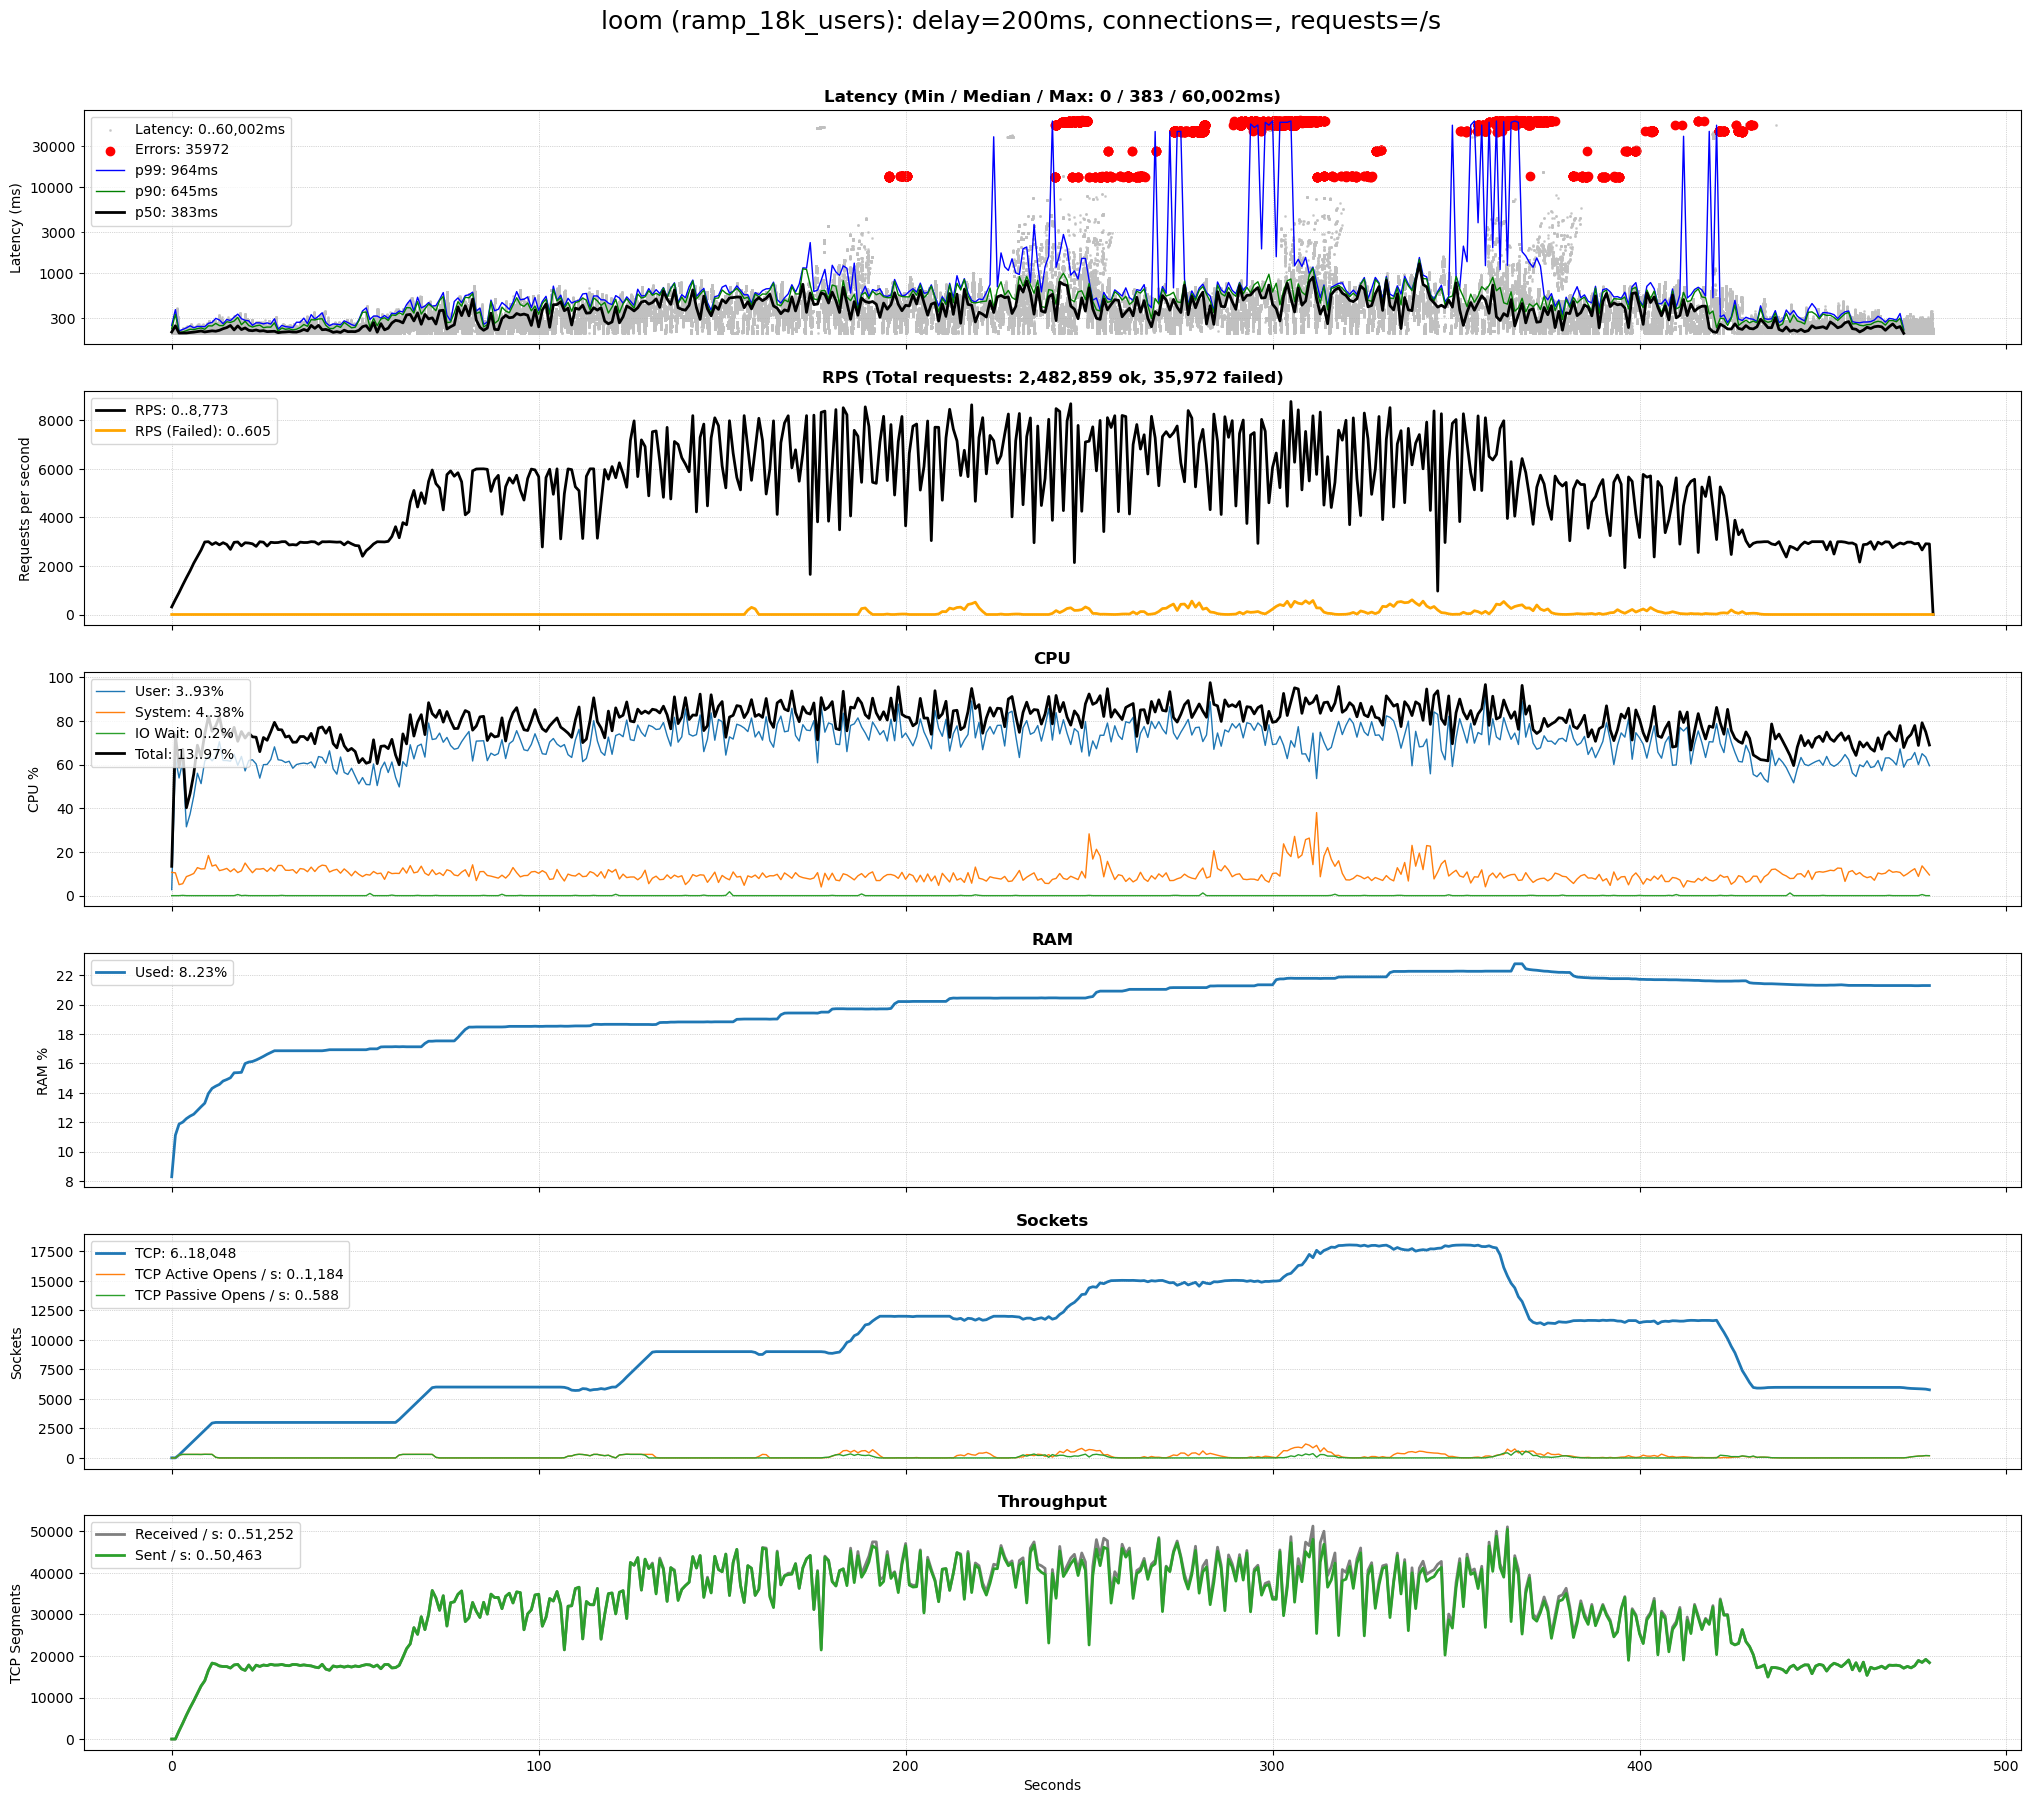 loom (ramp_18k_users): delay=200ms, connections=, requests=/s
Latency (Min / Median / Max: 0 / 383 / 60,002ms)
Latency (ms)
30000
10000
3000
1000
300
Latency: 0..60,002ms
Errors: 35972
p99: 964ms
p90: 645ms
p50: 383ms
RPS (Total requests: 2,482,859 ok, 35,972 failed)
Requests per second
8000
6000
4000
2000
0
RPS: 0..8,773
RPS (Failed): 0..605
CPU
CPU %
100
80
60
40
20
0
User: 3..93%
System: 4..38%
IO Wait: 0..2%
Total: 13..97%
RAM
RAM %
22
20
18
16
14
12
10
8
Used: 8..23%
Sockets
Sockets
17500
15000
12500
10000
7500
5000
2500
0
TCP: 6..18,048
TCP Active Opens / s: 0..1,184
TCP Passive Opens / s: 0..588
Throughput
TCP Segments
50000
40000
30000
20000
10000
0
Received / s: 0..51,252
Sent / s: 0..50,463
0 100 200 300 400 500
Seconds